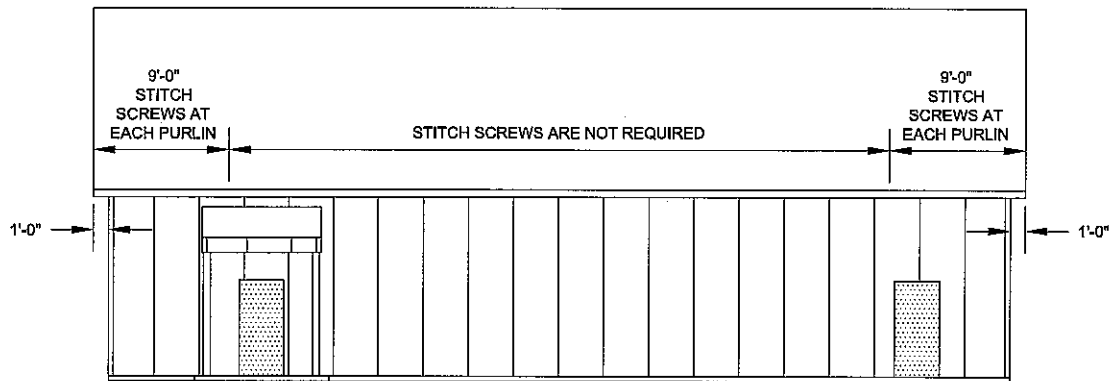 9'-0"
STITCH
SCREWS AT
EACH PURLIN
STITCH SCREWS ARE NOT REQUIRED
9'-0"
STITCH
SCREWS AT
EACH PURLIN
1'-0"
1'-0"